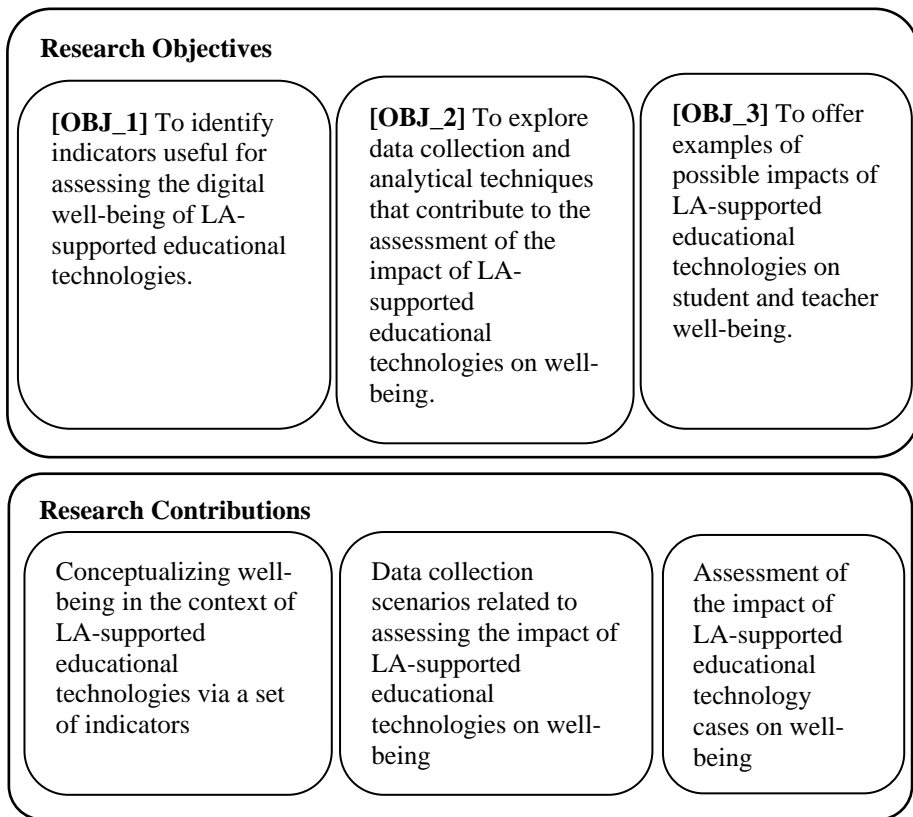 Research Objectives
[OBJ_1] To identify
indicators useful for
assessing the digital
well-being of LA-
supported educational
technologies.
[OBJ_2] To explore
data collection and
analytical techniques
that contribute to the
assessment of the
impact of LA-
supported
educational
technologies on well-
being.
[OBJ_3] To offer
examples of
possible impacts of
LA-supported
educational
technologies on
student and teacher
well-being.
Research Contributions
Conceptualizing well-
being in the context of
LA-supported
educational
technologies via a set
of indicators
Data collection
scenarios related to
assessing the impact of
LA-supported
educational
technologies on well-
being
Assessment of
the impact of
LA-supported
educational
technology
cases on well-
being